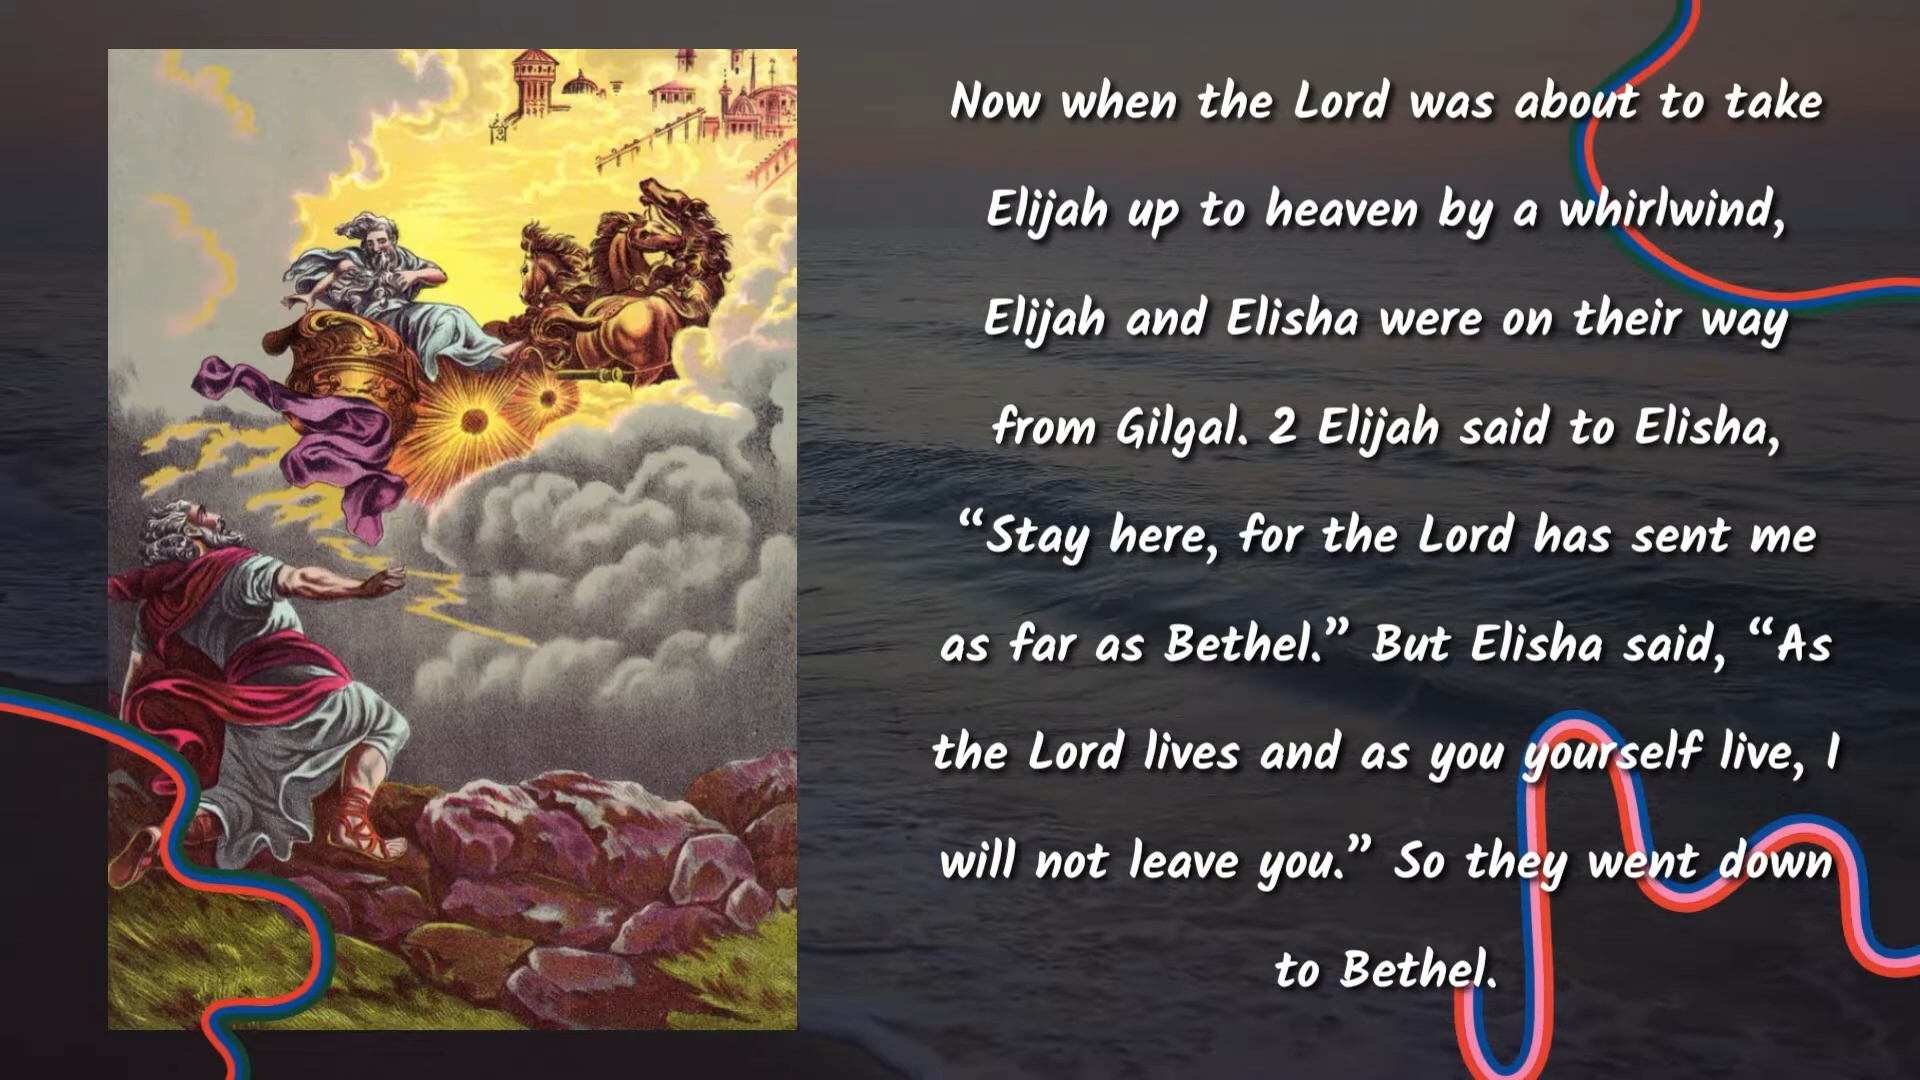 Now when the Lord was about to take
Elijah up to heaven by a whirlwind,
Elijah and Elisha were on their way
from Gilgal. 2 Elijah said to Elisha,
“Stay here, for the Lord has sent me
as far as Bethel.” But Elisha said, “As
the Lord lives and as you yourself live, I
will not leave you.” So they went down
to Bethel.